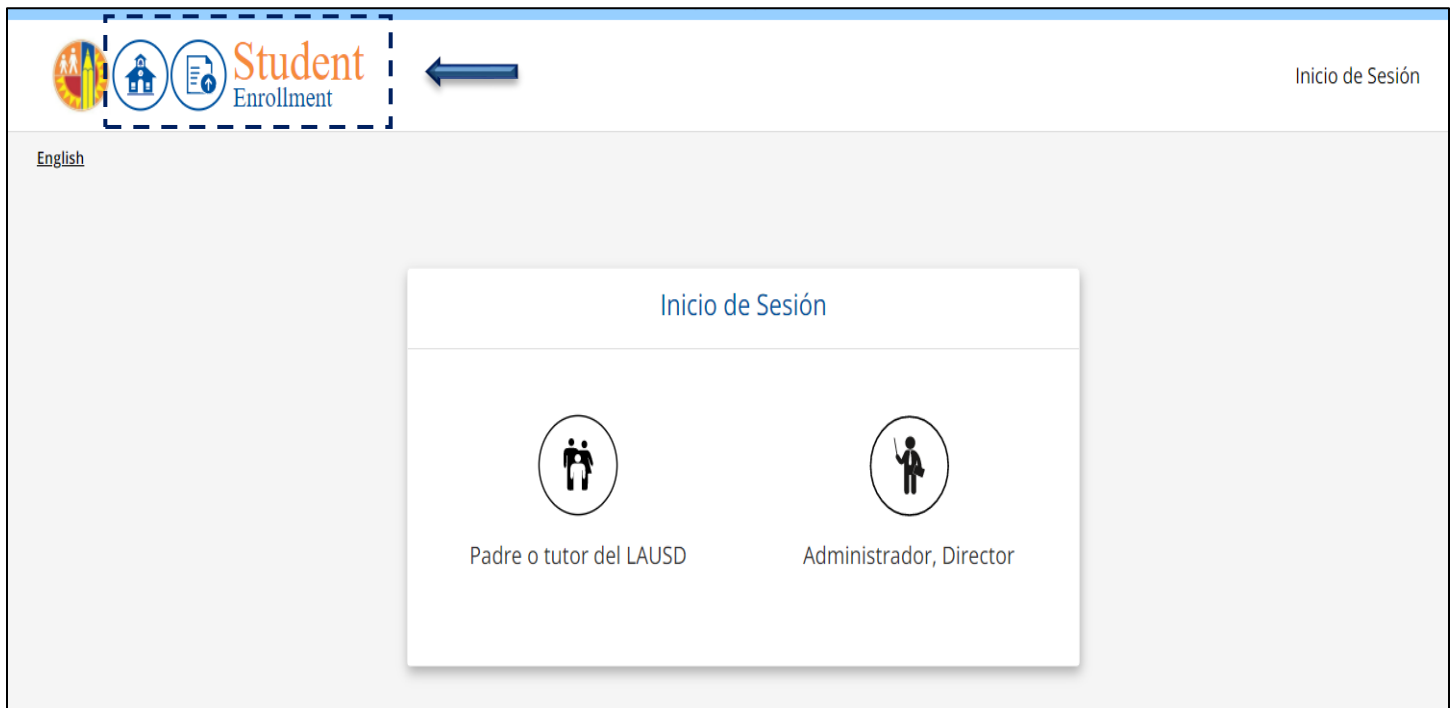 Student
Enrollment
Inicio de Sesión
English
Inicio de Sesión
Padre o tutor del LAUSD
Administrador, Director